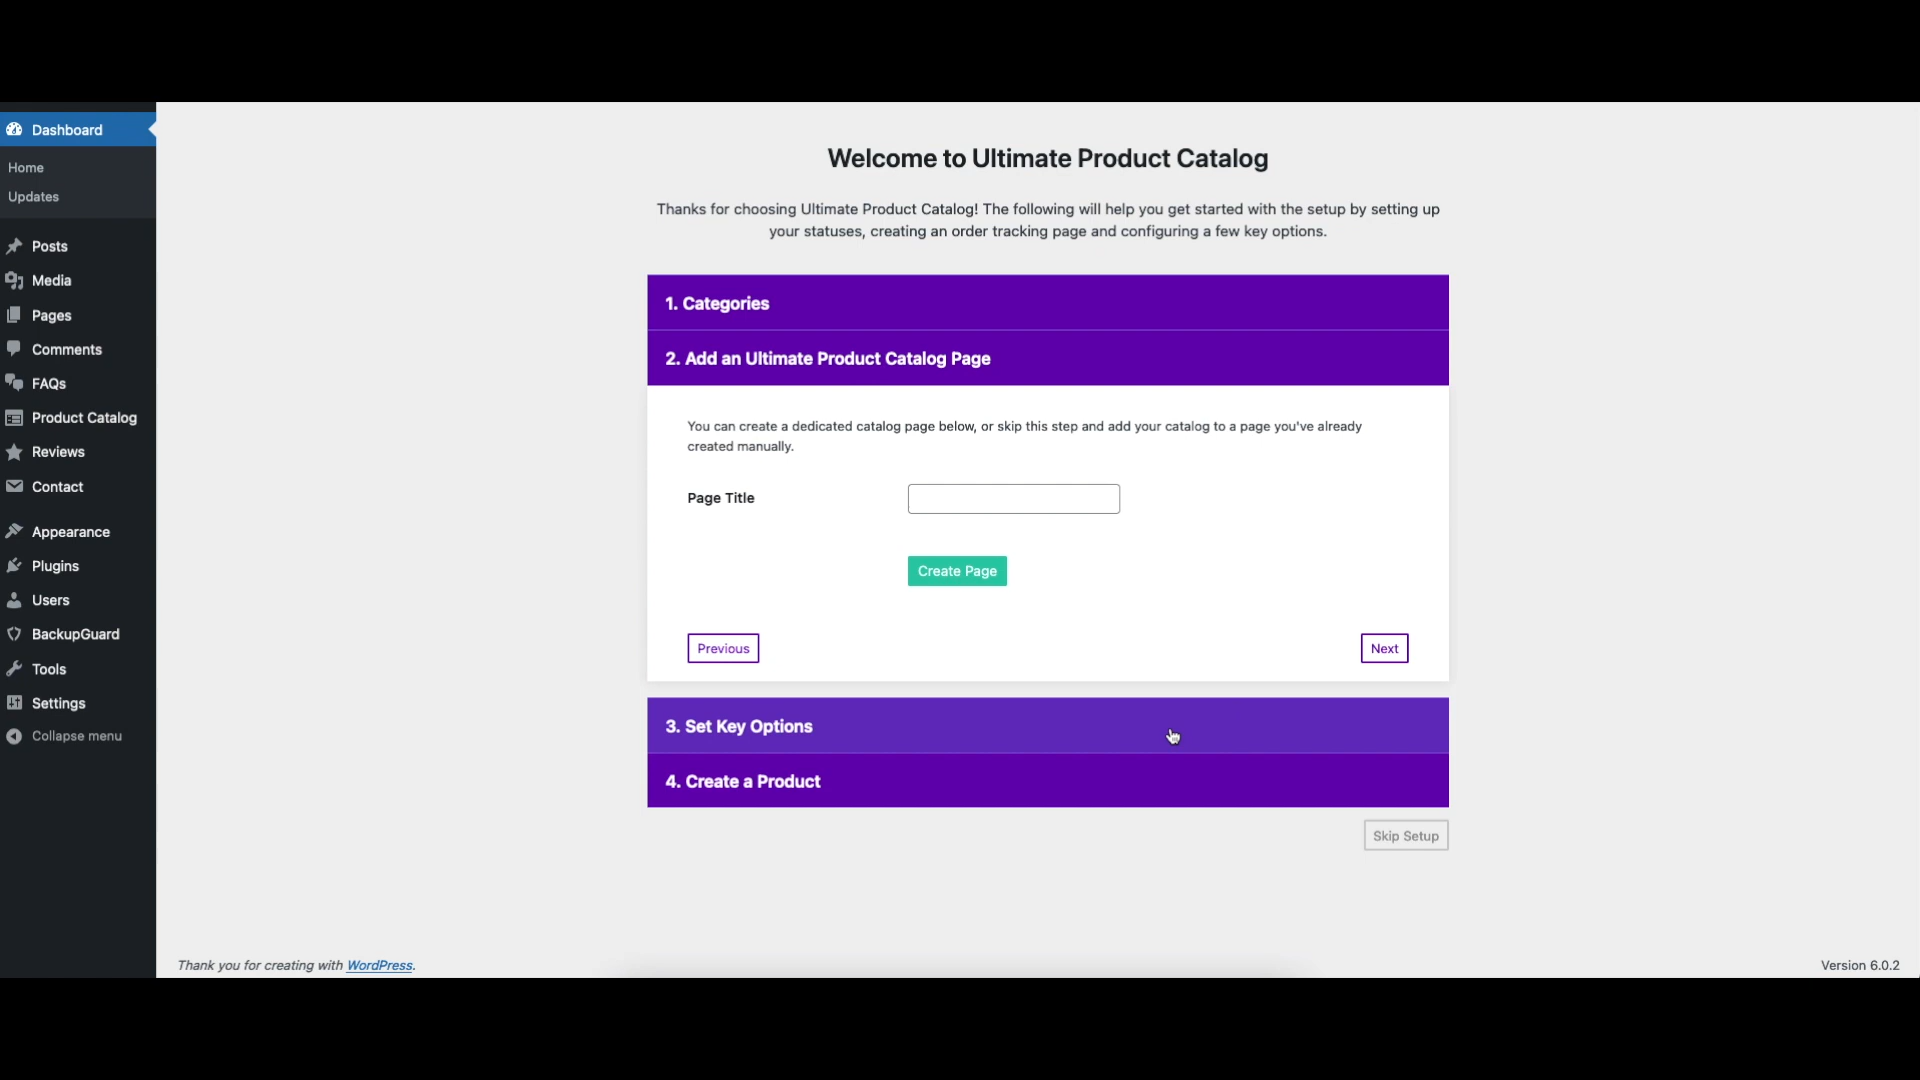 Dashboard
Home
Updates
Posts
Media
Pages
Comments
FAQs
Product Catalog
Reviews
Contact
Appearance
Plugins
Users
BackupGuard
Tools
Settings
Collapse menu
Welcome to Ultimate Product Catalog
Thanks for choosing Ultimate Product Catalog! The following will help you get started with the setup by setting up
your statuses, creating an order tracking page and configuring a few key options.
1. Categories
2. Add an Ultimate Product Catalog Page
You can create a dedicated catalog page below, or skip this step and add your catalog to a page you've already
created manually.
Page Title
Create Page
Previous
Next
3. Set Key Options
4. Create a Product
Skip Setup
Thank you for creating with WordPress.
Version 6.0.2